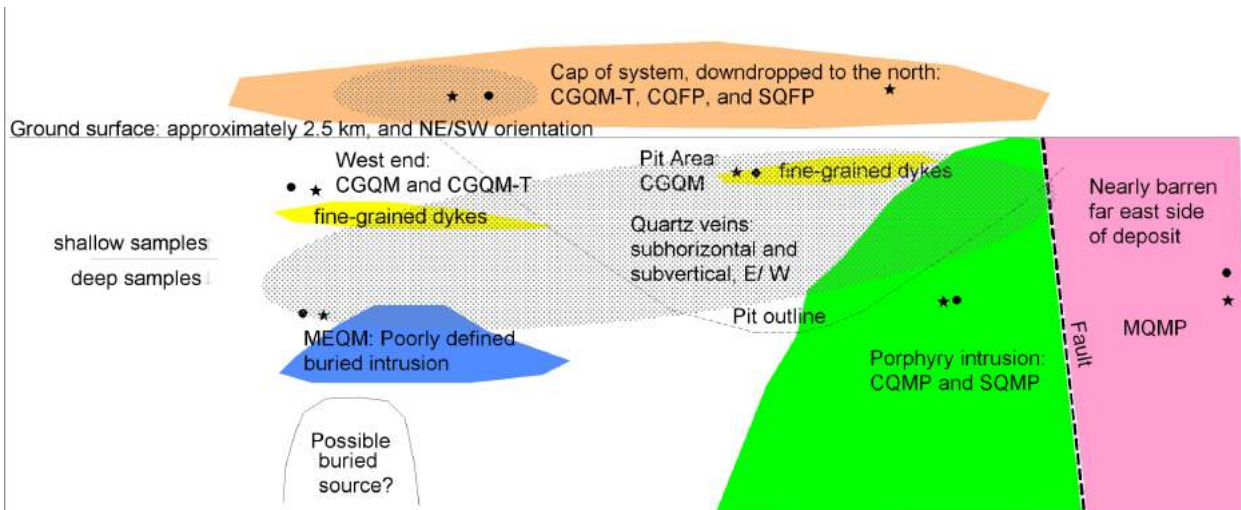 Cap of system, downdropped to the north:
CGQM-T, CQFP, and SQFP
Ground surface: approximately 2.5 km, and NE/SW orientation
West end:
CGQM and CGQM-T
fine-grained dykes
Pit Area:
CGQM
fine-grained dykes
Nearly barren
far east side
of deposit
Quartz veins:
subhorizontal and
subvertical, E/ W
shallow samples
deep samples
Pit outline
MEQM: Poorly defined
buried intrusion
Fault
MQMP
Porphyry intrusion:
CQMP and SQMP
Possible
buried
source?